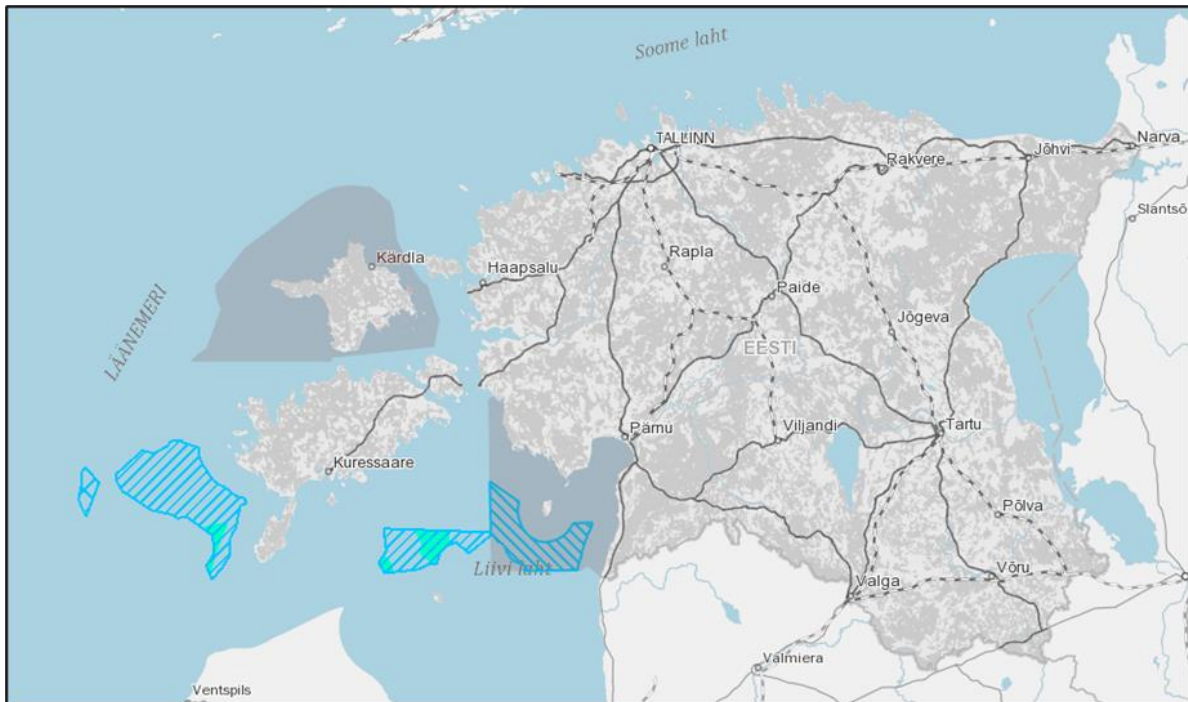 Soome laht
TALLINN
Narva
Jõhvi
Rakvere
Slantsõ
Kärdla
Haapsalu
Rapla
Paide
LÄÄNEMERI
Jõgeva
EESTI
Pärnu
Viljandi
Tartu
Kuressaare
Põlva
Liivi laht
Võru
Valga
Valmiera
Ventspils